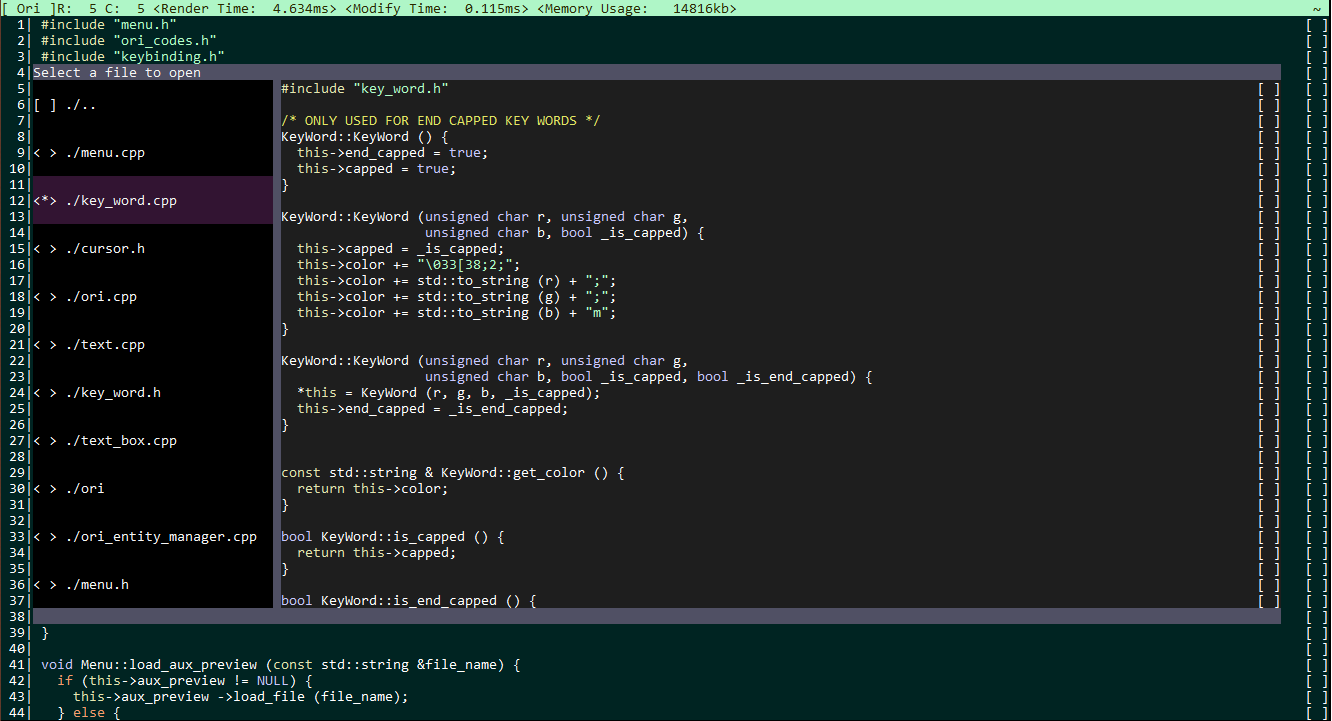 [ Ori ]R:  5 C:  5 <Render Time:  4.634ms> <Modify Time:  0.115ms> <Memory Usage:   14816kb>   ~
 1| #include "menu.h" [ ]
 2| #include "ori_codes.h" [ ]
 3| #include "keybinding.h" [ ]
 4|Select a file to open [ ]
 5| #include "key_word.h" [ ] [ ]
 6|[ ] ./.. [ ] [ ]
 7| /* ONLY USED FOR END CAPPED KEY WORDS */ [ ] [ ]
 8| KeyWord::KeyWord () { [ ] [ ]
 9|< > ./menu.cpp   this->end_capped = true; [ ] [ ]
10|   this->capped = true; [ ] [ ]
11| } [ ] [ ]
12|<*> ./key_word.cpp [ ] [ ]
13| KeyWord::KeyWord (unsigned char r, unsigned char g, [ ] [ ]
14|                   unsigned char b, bool _is_capped) { [ ] [ ]
15|< > ./cursor.h   this->capped = _is_capped; [ ] [ ]
16|   this->color += "\033[38;2;"; [ ] [ ]
17|   this->color += std::to_string (r) + ";"; [ ] [ ]
18|< > ./ori.cpp   this->color += std::to_string (g) + ";"; [ ] [ ]
19|   this->color += std::to_string (b) + "m"; [ ] [ ]
20| } [ ] [ ]
21|< > ./text.cpp [ ] [ ]
22| KeyWord::KeyWord (unsigned char r, unsigned char g, [ ] [ ]
23|                   unsigned char b, bool _is_capped, bool _is_end_capped) { [ ] [ ]
24|< > ./key_word.h   *this = KeyWord (r, g, b, _is_capped); [ ] [ ]
25|   this->end_capped = _is_end_capped; [ ] [ ]
26| } [ ] [ ]
27|< > ./text_box.cpp [ ] [ ]
28| [ ] [ ]
29| const std::string & KeyWord::get_color () { [ ] [ ]
30|< > ./ori   return this->color; [ ] [ ]
31| } [ ] [ ]
32| [ ] [ ]
33|< > ./ori_entity_manager.cpp bool KeyWord::is_capped () { [ ] [ ]
34|   return this->capped; [ ] [ ]
35| } [ ] [ ]
36|< > ./menu.h [ ] [ ]
37| bool KeyWord::is_end_capped () { [ ] [ ]
38| [ ]
39| } [ ]
40| [ ]
41| void Menu::load_aux_preview (const std::string &file_name) { [ ]
42|   if (this->aux_preview != NULL) { [ ]
43|     this->aux_preview ->load_file (file_name); [ ]
44|   } else { [ ]